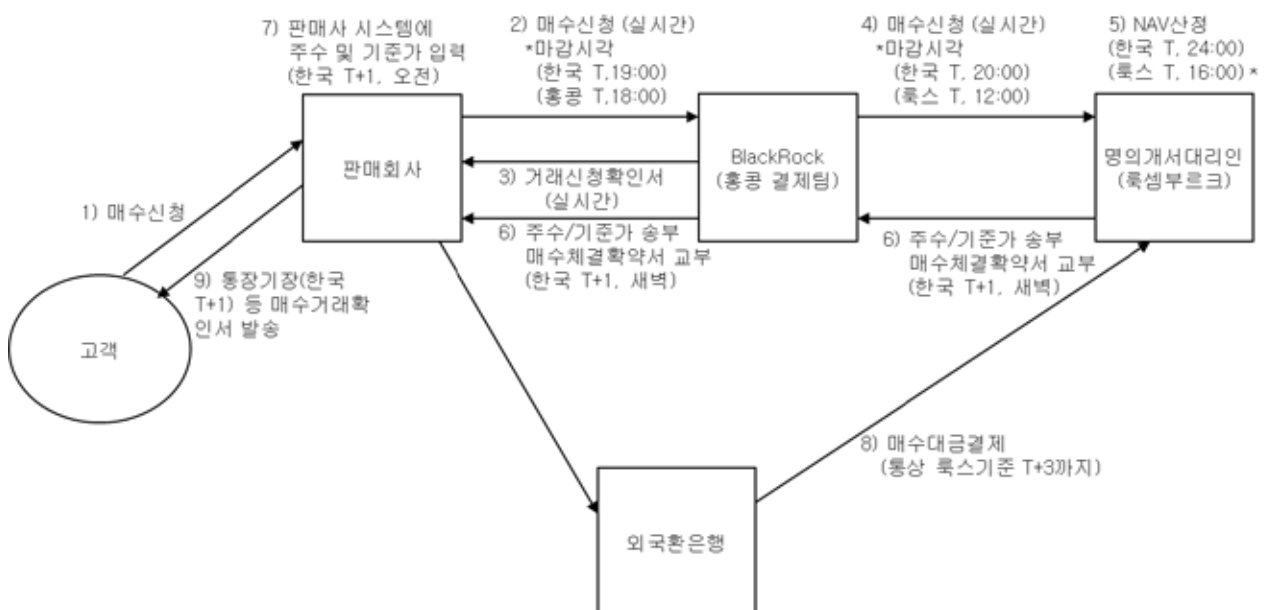 7) 판매사 시스템에
주수 및 기준가 입력
(한국 T+1, 오전)
2) 매수신청 (실시간)
*마감시각
(한국 T,19:00)
(홍콩 T,18:00)
4) 매수신청 (실시간)
*마감시각
(한국 T, 20:00)
(룩스 T, 12:00)
5) NAV산정
(한국 T, 24:00)
(룩스 T, 16:00)*
판매회사
BlackRock
(홍콩 결제팀)
명의개서대리인
(룩셈부르크)
3) 거래신청확인서
(실시간)
1) 매수신청
6) 주수/기준가 송부
매수체결확약서 교부
(한국 T+1, 새벽)
6) 주수/기준가 송부
매수체결확약서 교부
(한국 T+1, 새벽)
9) 통장기장(한국
T+1) 등 매수거래확
인서 발송
고객
8) 매수대금결제
(통상 룩스기준 T+3까지)
외국환은행